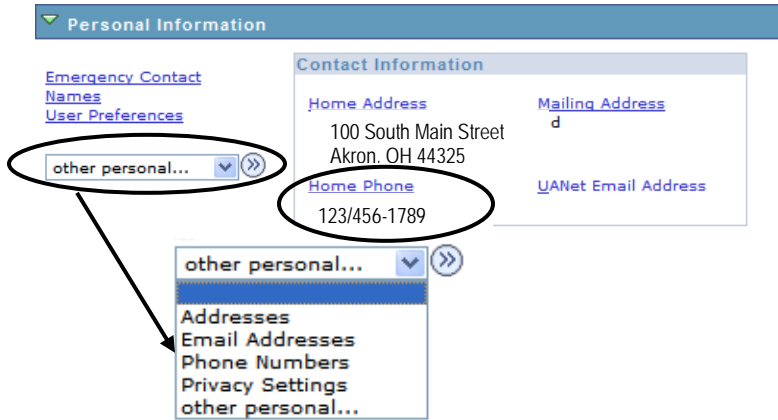 Personal Information
Emergency Contact
Names
User Preferences
other personal...
Contact Information
Home Address
100 South Main Street
Akron, OH 44325
Mailing Address
d
Home Phone
123/456-1789
UANet Email Address
other personal...
Addresses
Email Addresses
Phone Numbers
Privacy Settings
other personal...